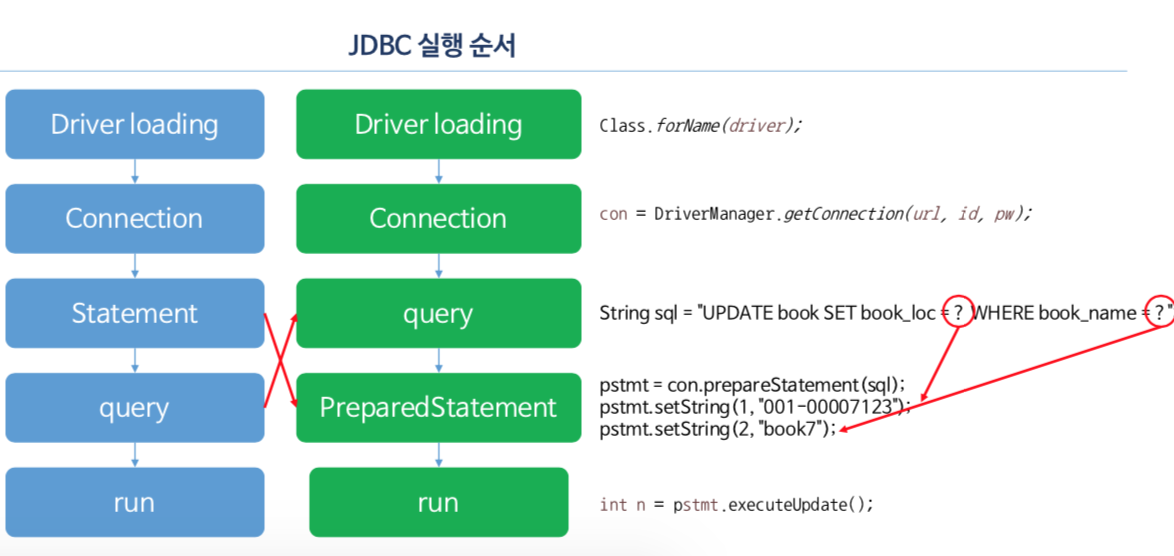 JDBC 실행 순서
Driver loading
Driver loading
Class.forName(driver);
Connection
Connection
con = DriverManager.getConnection(url, id, pw);
Statement
query
String sql = "UPDATE book SET book_loc = ? WHERE book_name = ?"
query
PreparedStatement
pstmt = con.prepareStatement(sql);
pstmt.setString(1, "001-00007123");
pstmt.setString(2, "book7");
run
run
int n = pstmt.executeUpdate();